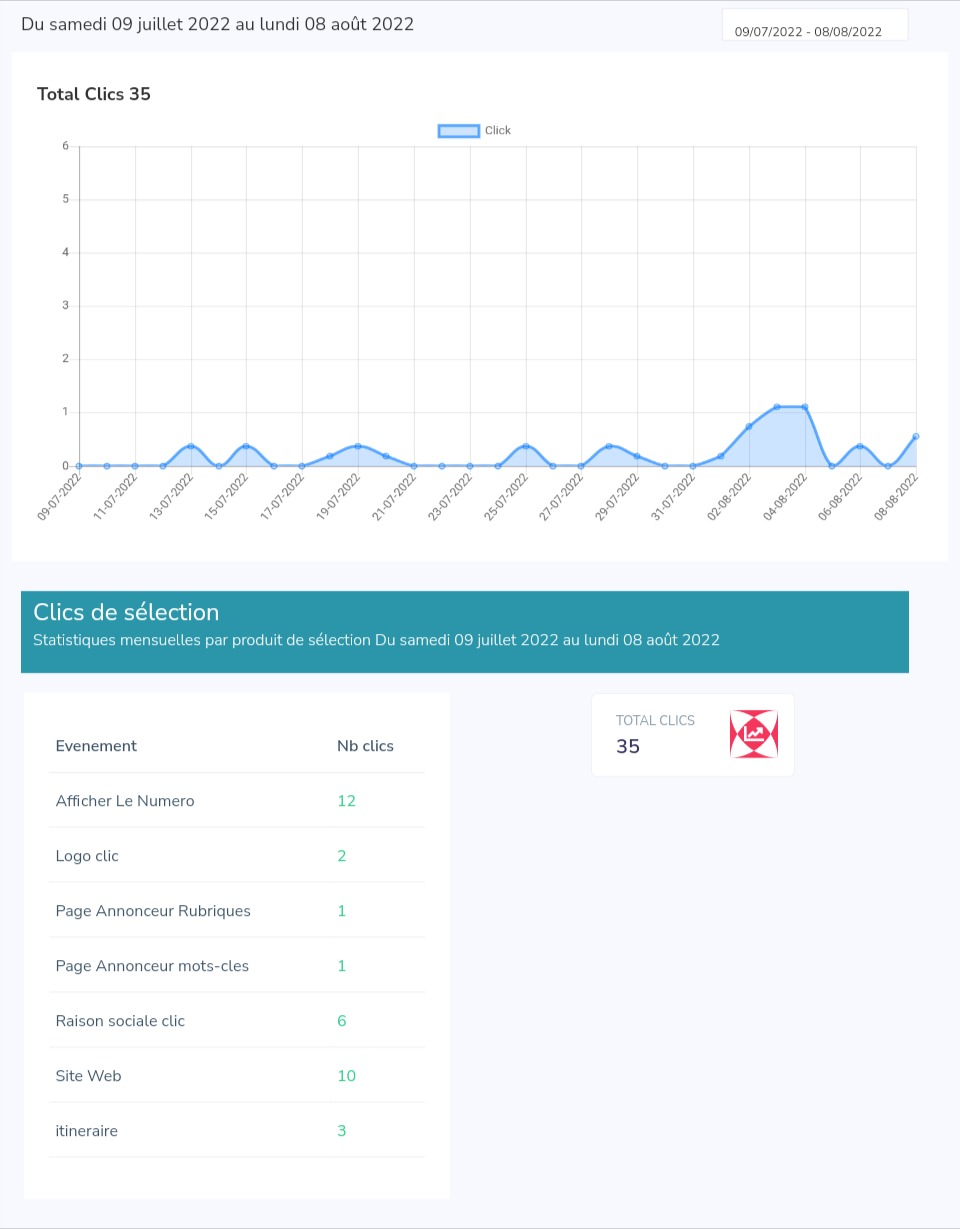 Du samedi 09 juillet 2022 au lundi 08 août 2022
09/07/2022 - 08/08/2022
Total Clics 35
Click
6
5
4
3
2
1
0
09-07-2022
11-07-2022
13-07-2022
15-07-2022
17-07-2022
19-07-2022
21-07-2022
23-07-2022
25-07-2022
27-07-2022
29-07-2022
31-07-2022
02-08-2022
04-08-2022
06-08-2022
08-08-2022
Clics de sélection
Statistiques mensuelles par produit de sélection Du samedi 09 juillet 2022 au lundi 08 août 2022
Evenement Nb clics
Afficher Le Numero 12
Logo clic 2
Page Annonceur Rubriques 1
Page Annonceur mots-cles 1
Raison sociale clic 6
Site Web 10
itineraire 3
TOTAL CLICS
35